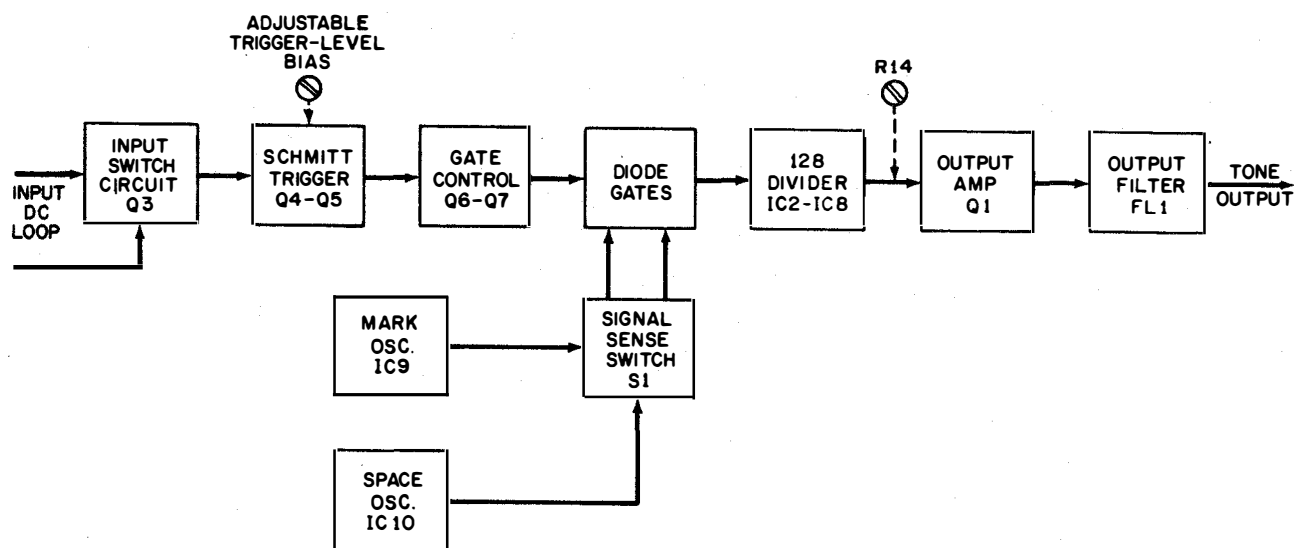 ADJUSTABLE
TRIGGER-LEVEL
BIAS
R14
INPUT
SWITCH
CIRCUIT
Q3
SCHMITT
TRIGGER
Q4-Q5
GATE
CONTROL
Q6-Q7
DIODE
GATES
128
DIVIDER
IC2-IC8
OUTPUT
AMP
Q1
OUTPUT
FILTER
FL1
TONE
OUTPUT
INPUT
DC
LOOP
MARK
OSC.
IC9
SIGNAL
SENSE
SWITCH
S1
SPACE
OSC.
IC10